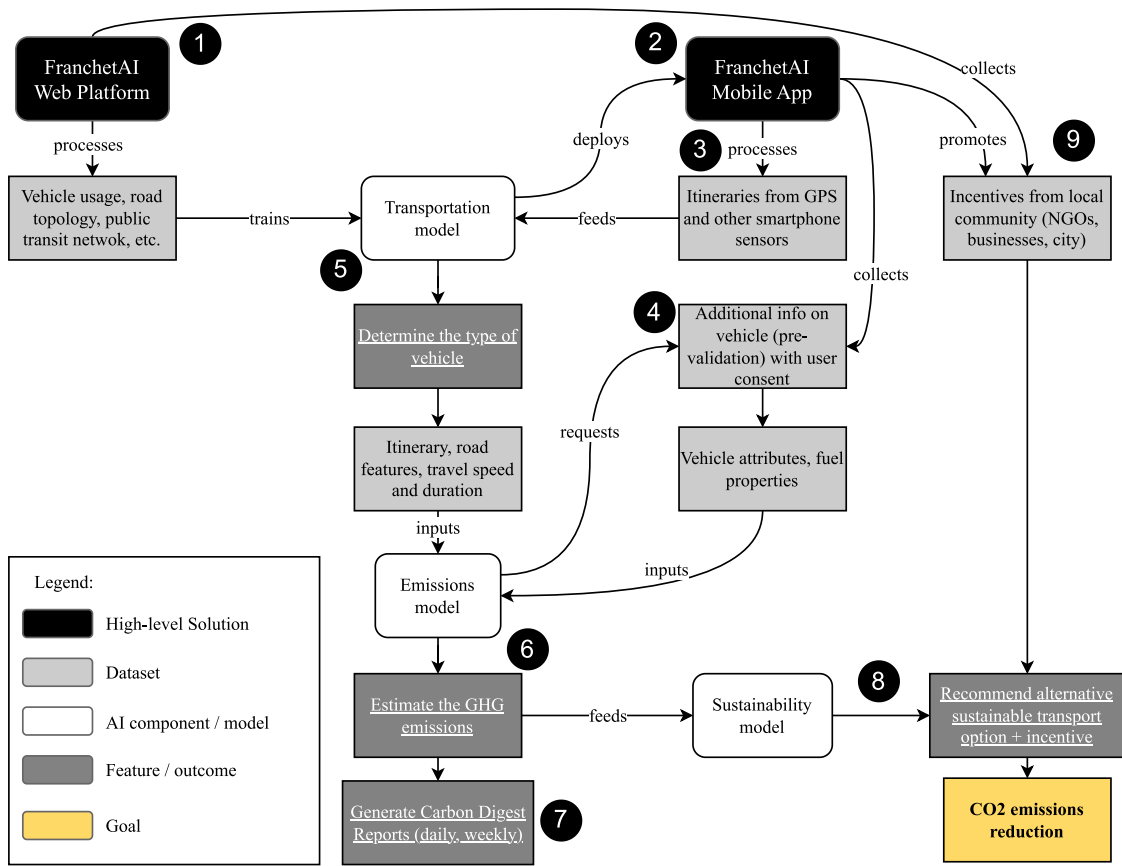 1
2
FranchetAI
Web Platform
FranchetAI
Mobile App
collects
processes
deploys
3
processes
promotes
9
Vehicle usage, road
topology, public
transit netwok, etc.
trains
Transportation
model
feeds
Itineraries from GPS
and other smartphone
sensors
Incentives from local
community (NGOs,
businesses, city)
5
collects
4
Determine the type of
vehicle
Additional info on
vehicle (pre-
validation) with user
consent
requests
Itinerary, road
features, travel speed
and duration
Vehicle attributes, fuel
properties
inputs
inputs
Emissions
model
Legend:
High-level Solution
Dataset
AI component / model
Feature / outcome
Goal
6
8
Estimate the GHG
emissions
feeds
Sustainability
model
Recommend alternative
sustainable transport
option + incentive
Generate Carbon Digest
Reports (daily, weekly)
7
CO2 emissions
reduction